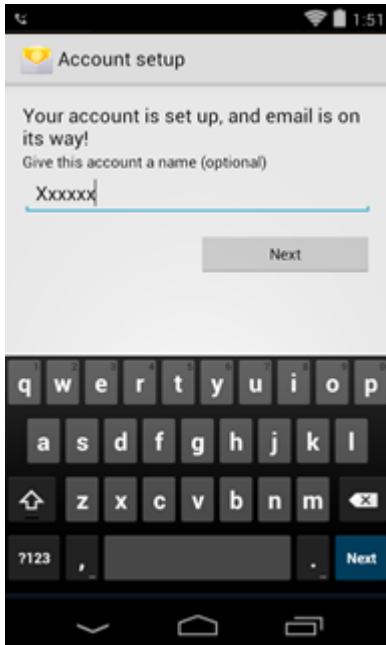 1:51
Account setup
Your account is set up, and email is on
its way!
Give this account a name (optional)
Xxxxxx
Next
q w e r t y u i o p
a s d f g h j k l
z x c v b n m
?123 , . Next